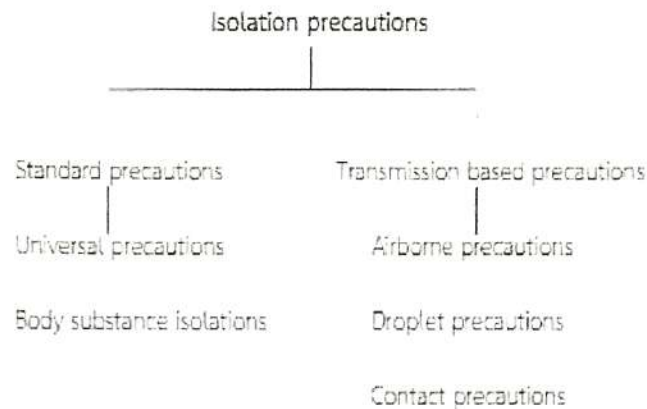 Isolation precautions
Standard precautions
Transmission based precautions
Universal precautions
Airborne precautions
Body substance isolations
Droplet precautions
Contact precautions